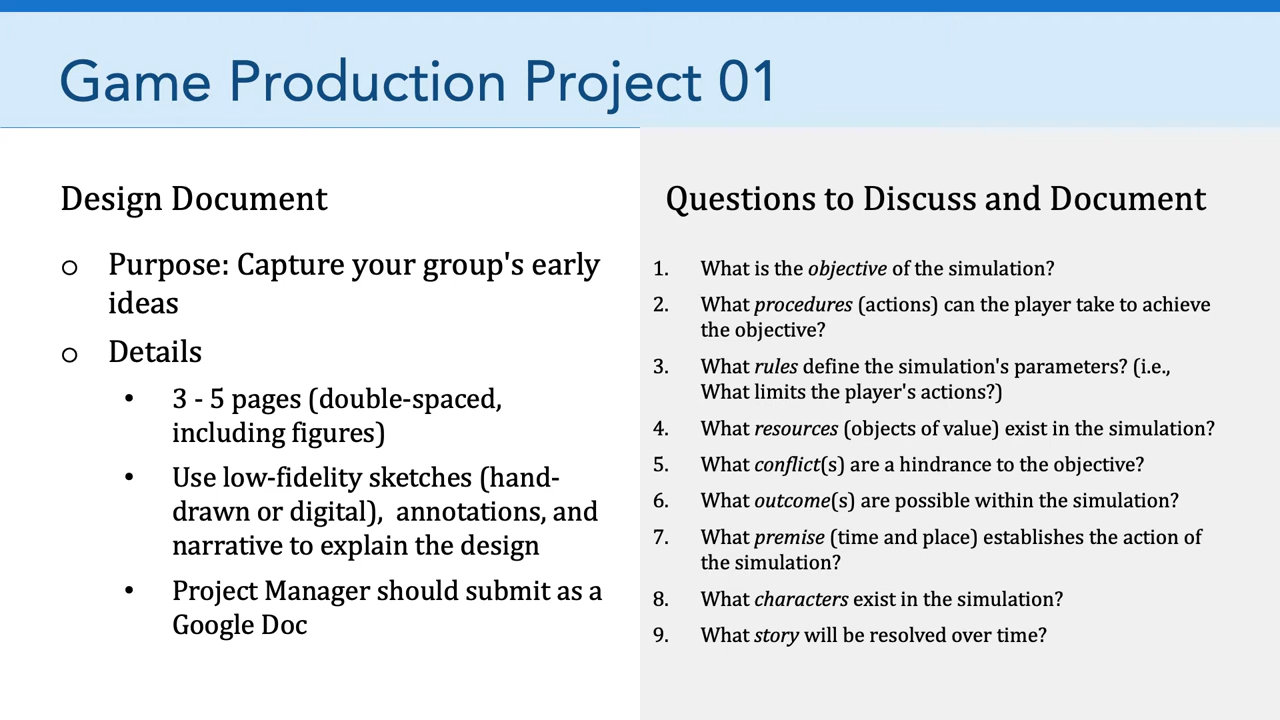 Game Production Project 01
Design Document
o Purpose: Capture your group's early
ideas
o Details
• 3 - 5 pages (double-spaced,
including figures)
• Use low-fidelity sketches (hand-
drawn or digital),  annotations, and
narrative to explain the design
• Project Manager should submit as a
Google Doc
Questions to Discuss and Document
1. What is the objective of the simulation?
2. What procedures (actions) can the player take to achieve
the objective?
3. What rules define the simulation's parameters? (i.e.,
What limits the player's actions?)
4. What resources (objects of value) exist in the simulation?
5. What conflict(s) are a hindrance to the objective?
6. What outcome(s) are possible within the simulation?
7. What premise (time and place) establishes the action of
the simulation?
8. What characters exist in the simulation?
9. What story will be resolved over time?